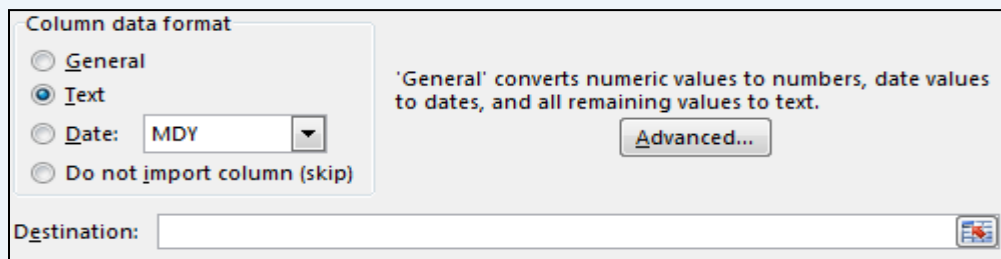 Column data format
General
Text
Date: MDY
Do not import column (skip)
'General' converts numeric values to numbers, date values
to dates, and all remaining values to text.
Advanced...
Destination: